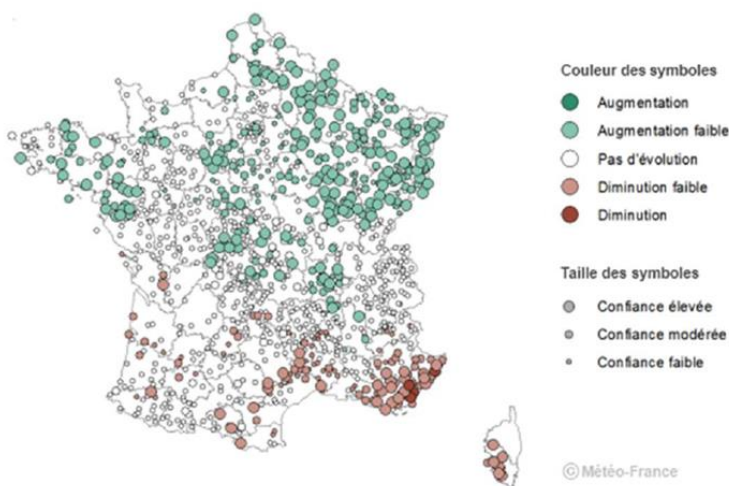 Couleur des symboles
Augmentation
Augmentation faible
Pas d'évolution
Diminution faible
Diminution
Taille des symboles
Confiance élevée
Confiance modérée
Confiance faible
© Météo-France